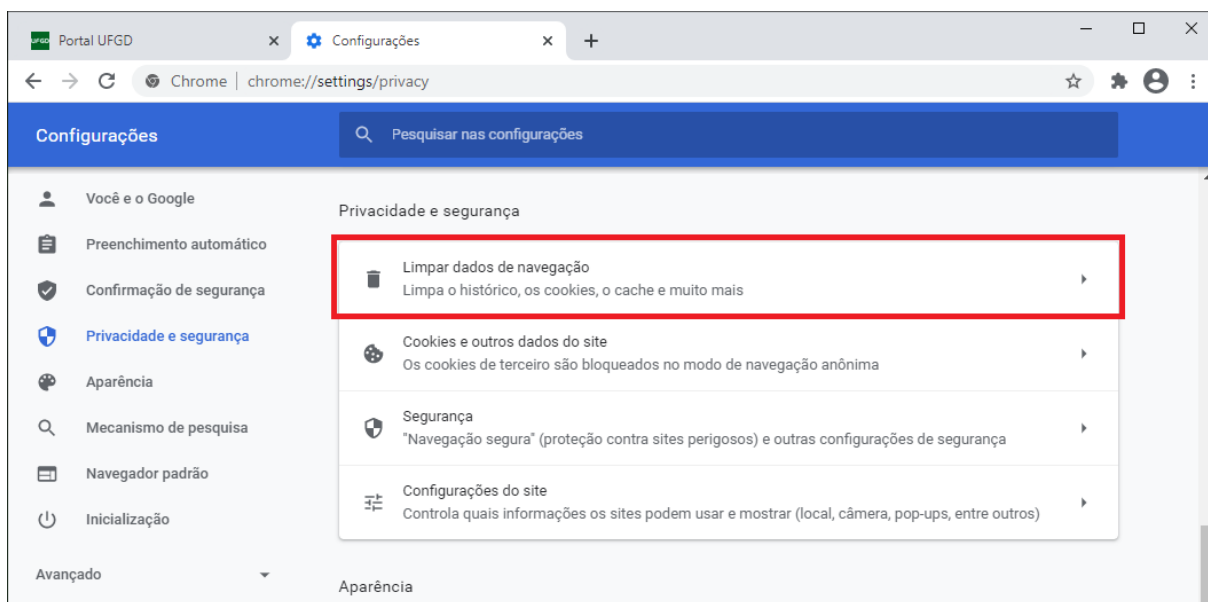 UFGD Portal UFGD
Configurações
Chrome | chrome://settings/privacy
Configurações
Pesquisar nas configurações
Você e o Google
Preenchimento automático
Confirmação de segurança
Privacidade e segurança
Aparência
Mecanismo de pesquisa
Navegador padrão
Inicialização
Avançado
Privacidade e segurança
Limpar dados de navegação
Limpa o histórico, os cookies, o cache e muito mais
Cookies e outros dados do site
Os cookies de terceiro são bloqueados no modo de navegação anônima
Segurança
"Navegação segura" (proteção contra sites perigosos) e outras configurações de segurança
Configurações do site
Controla quais informações os sites podem usar e mostrar (local, câmera, pop-ups, entre outros)
Aparência